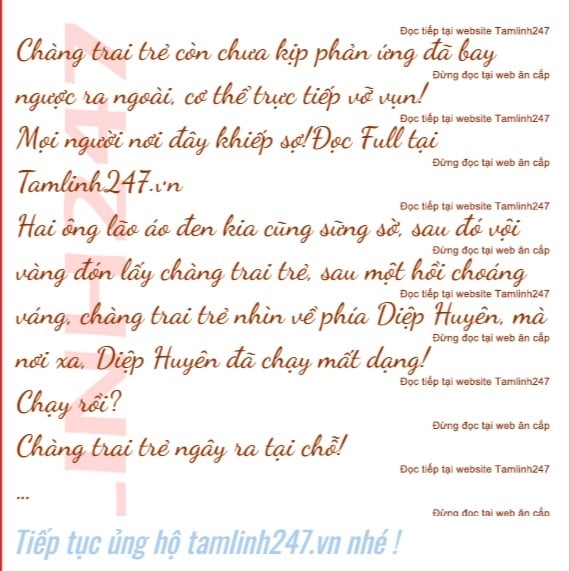 Đọc tiếp tại website Tamlinh247
Chàng trai trẻ còn chưa kịp phản ứng đã bay
Đừng đọc tại web ăn cắp
ngược ra ngoài, cơ thể trực tiếp vỡ vụn!
Đọc tiếp tại website Tamlinh247
Mọi người nơi đây khiếp sợ!Đọc Full tại
Đừng đọc tại web ăn cắp
Tamlinh247.vn
Đọc tiếp tại website Tamlinh247
Hai ông lão áo đen kia cũng sững sờ, sau đó vội
Đừng đọc tại web ăn cắp
vàng đón lấy chàng trai trẻ, sau một hồi choáng
Đọc tiếp tại website Tamlinh247
váng, chàng trai trẻ nhìn về phía Diệp Huyên, mà
Đừng đọc tại web ăn cắp
nơi xa, Diệp Huyên đã chạy mất dạng!
Đọc tiếp tại website Tamlinh247
Chạy rồi?
Đừng đọc tại web ăn cắp
Chàng trai trẻ ngây ra tại chỗ!
Đọc tiếp tại website Tamlinh247
...
Đừng đọc tại web ăn cắp
Tiếp tục ủng hộ tamlinh247.vn nhé !
INH247